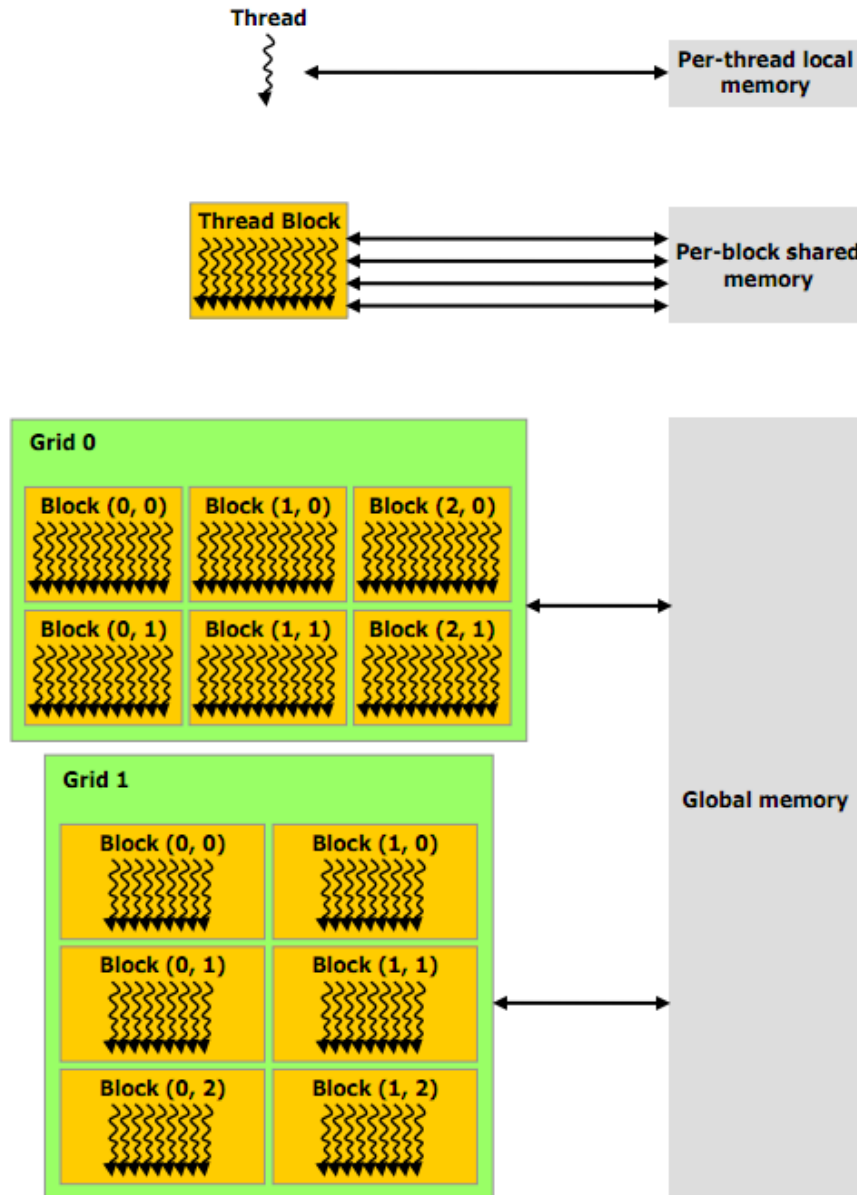 Thread
Per-thread local
memory
Thread Block
Per-block shared
memory
Grid 0
Block (0, 0)
Block (1, 0)
Block (2, 0)
Block (0, 1)
Block (1, 1)
Block (2, 1)
Grid 1
Global memory
Block (0, 0)
Block (1, 0)
Block (0, 1)
Block (1, 1)
Block (0, 2)
Block (1, 2)